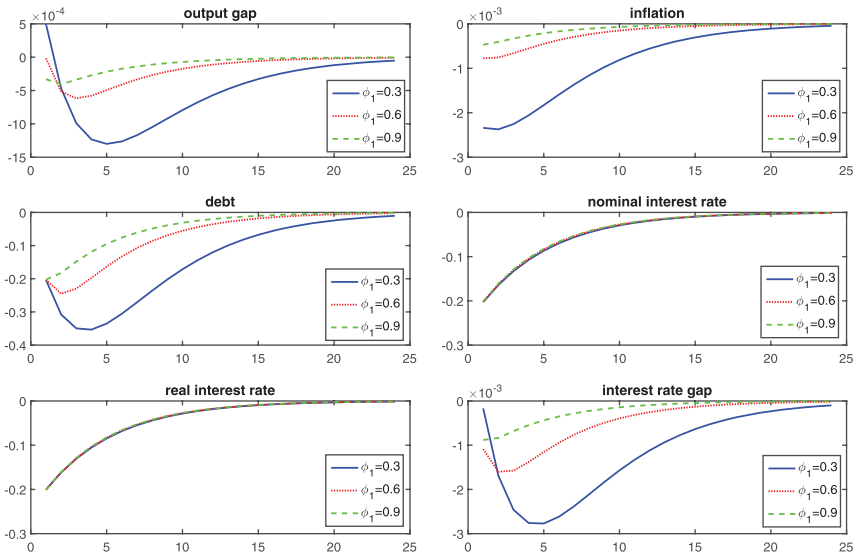 output gap
×10⁻⁴
5
0
-5
-10
-15
0 5 10 15 20 25
ϕ₁=0.3
ϕ₁=0.6
ϕ₁=0.9
inflation
×10⁻³
0
-1
-2
-3
0 5 10 15 20 25
ϕ₁=0.3
ϕ₁=0.6
ϕ₁=0.9
debt
0
-0.1
-0.2
-0.3
-0.4
0 5 10 15 20 25
ϕ₁=0.3
ϕ₁=0.6
ϕ₁=0.9
nominal interest rate
0
-0.1
-0.2
-0.3
0 5 10 15 20 25
ϕ₁=0.3
ϕ₁=0.6
ϕ₁=0.9
real interest rate
0
-0.1
-0.2
-0.3
0 5 10 15 20 25
ϕ₁=0.3
ϕ₁=0.6
ϕ₁=0.9
interest rate gap
×10⁻³
0
-1
-2
-3
0 5 10 15 20 25
ϕ₁=0.3
ϕ₁=0.6
ϕ₁=0.9